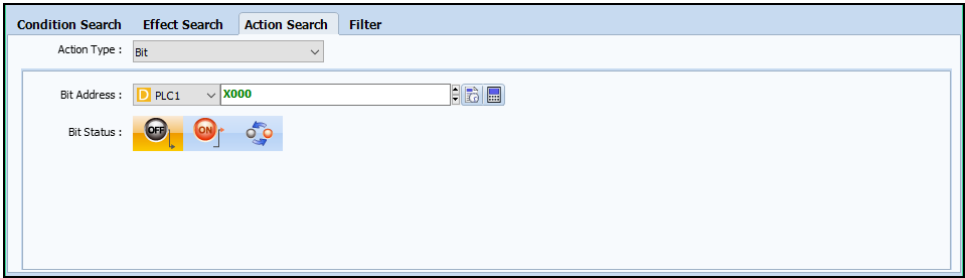 Condition Search Effect Search Action Search Filter
Action Type : Bit
Bit Address : D PLC1 X000
Bit Status : OFF ON